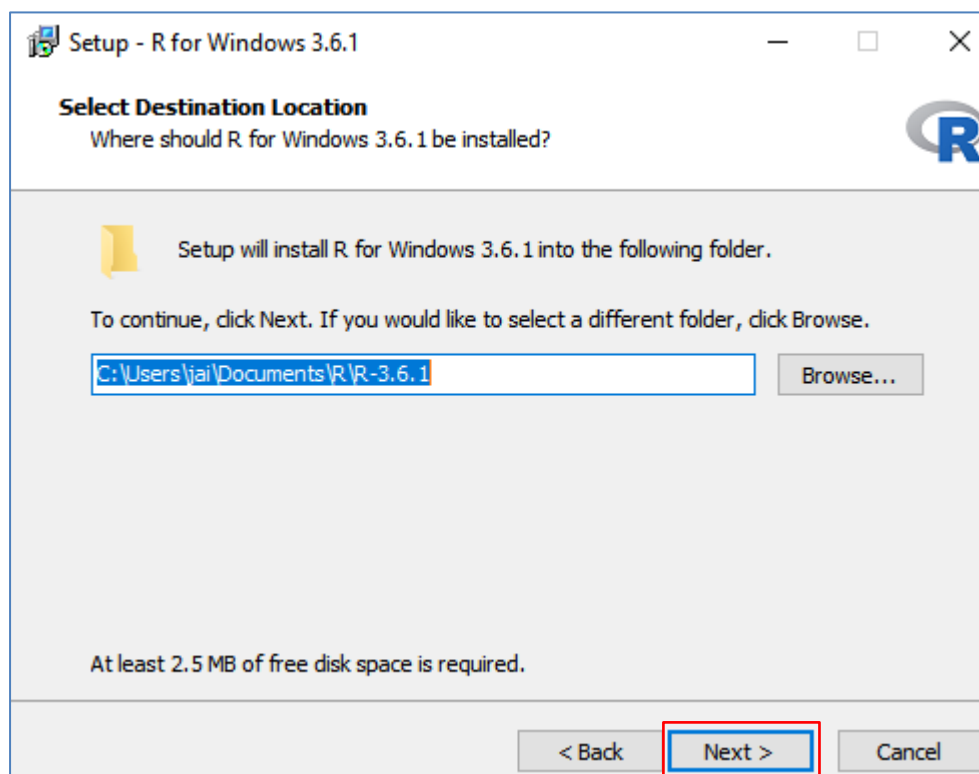 Setup - R for Windows 3.6.1
Select Destination Location
Where should R for Windows 3.6.1 be installed?
R
Setup will install R for Windows 3.6.1 into the following folder.
To continue, click Next. If you would like to select a different folder, click Browse.
C:\Users\jai\Documents\R\R-3.6.1
Browse...
At least 2.5 MB of free disk space is required.
< Back Next > Cancel